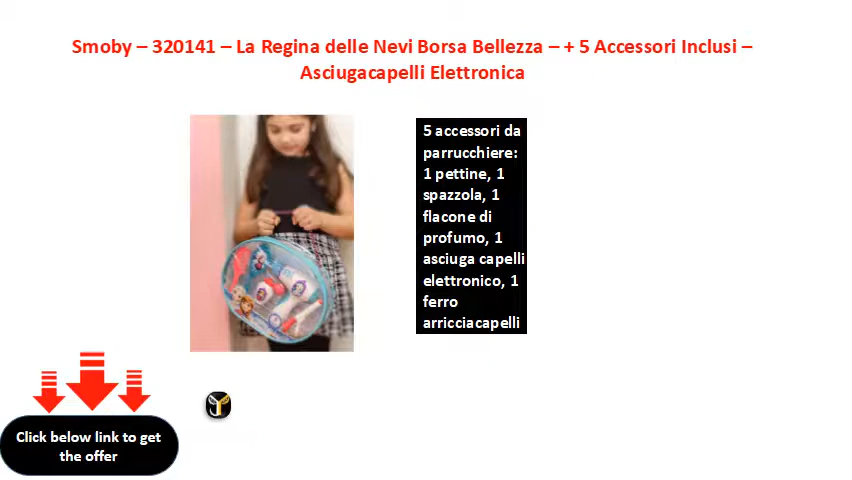 Smoby – 320141 – La Regina delle Nevi Borsa Bellezza – + 5 Accessori Inclusi –
Asciugacapelli Elettronica
5 accessori da
parrucchiere:
1 pettine, 1
spazzola, 1
flacone di
profumo, 1
asciuga capelli
elettronico, 1
ferro
arricciacapelli
Click below link to get
the offer